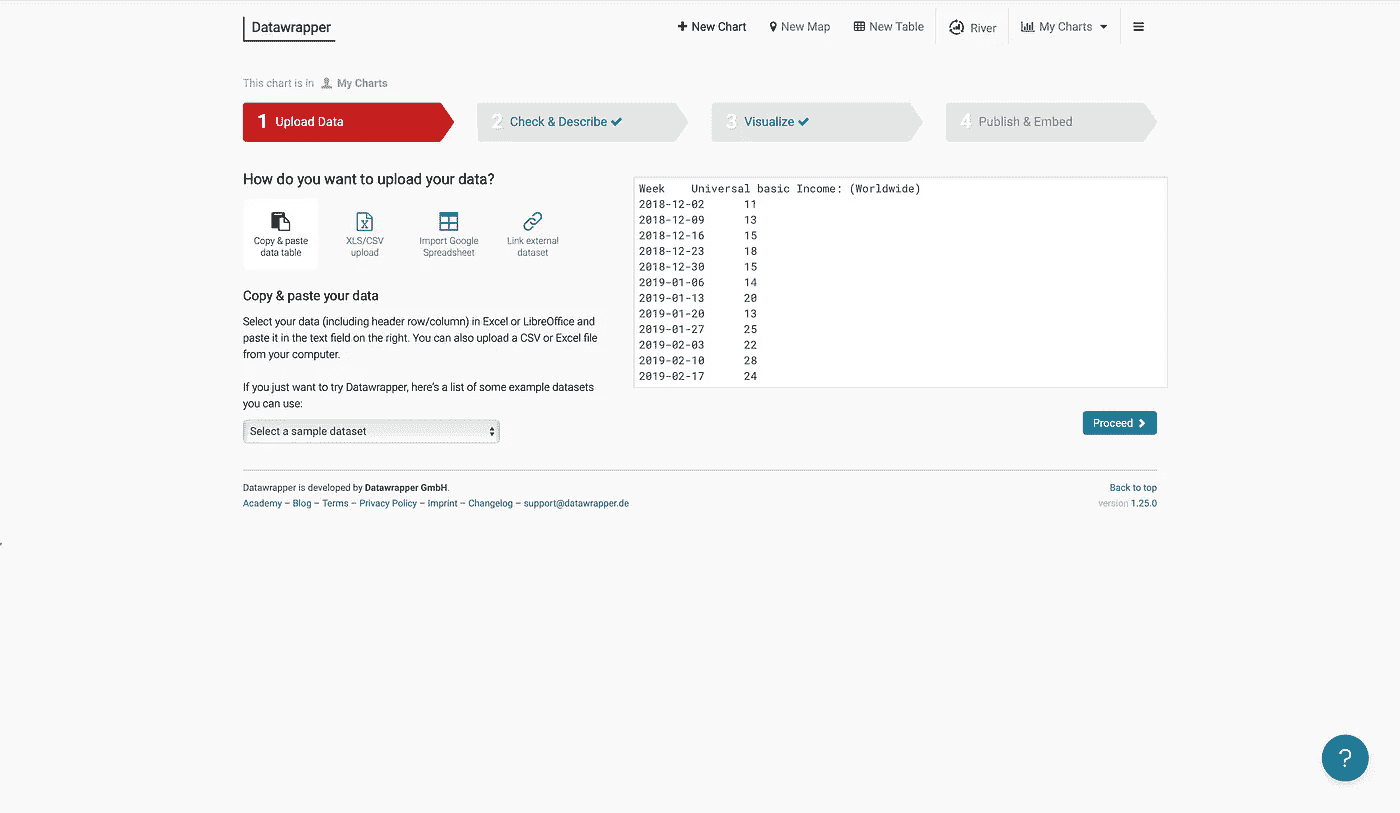 Datawrapper
New Chart
New Map
New Table
River
My Charts
This chart is in My Charts
1 Upload Data
2 Check & Describe
3 Visualize
4 Publish & Embed
How do you want to upload your data?
Copy & paste
data table
XLS/CSV
upload
Import Google
Spreadsheet
Link external
dataset
Copy & paste your data
Select your data (including header row/column) in Excel or LibreOffice and
paste it in the text field on the right. You can also upload a CSV or Excel file
from your computer.
If you just want to try Datawrapper, here's a list of some example datasets
you can use:
Select a sample dataset
Week Universal basic Income: (Worldwide)
2018-12-02 11
2018-12-09 13
2018-12-16 15
2018-12-23 18
2018-12-30 15
2019-01-06 14
2019-01-13 20
2019-01-20 13
2019-01-27 25
2019-02-03 22
2019-02-10 28
2019-02-17 24
Proceed
Datawrapper is developed by Datawrapper GmbH.
Academy – Blog – Terms – Privacy Policy – Imprint – Changelog – support@datawrapper.de
Back to top
version 1.25.0
?